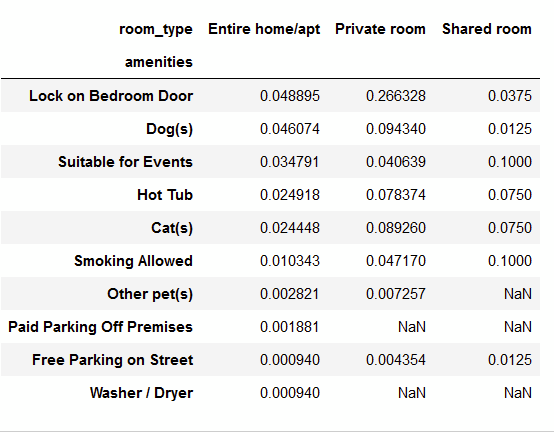 room_type Entire home/apt Private room Shared room
amenities
Lock on Bedroom Door 0.048895 0.266328 0.0375
Dog(s) 0.046074 0.094340 0.0125
Suitable for Events 0.034791 0.040639 0.1000
Hot Tub 0.024918 0.078374 0.0750
Cat(s) 0.024448 0.089260 0.0750
Smoking Allowed 0.010343 0.047170 0.1000
Other pet(s) 0.002821 0.007257 NaN
Paid Parking Off Premises 0.001881 NaN NaN
Free Parking on Street 0.000940 0.004354 0.0125
Washer / Dryer 0.000940 NaN NaN